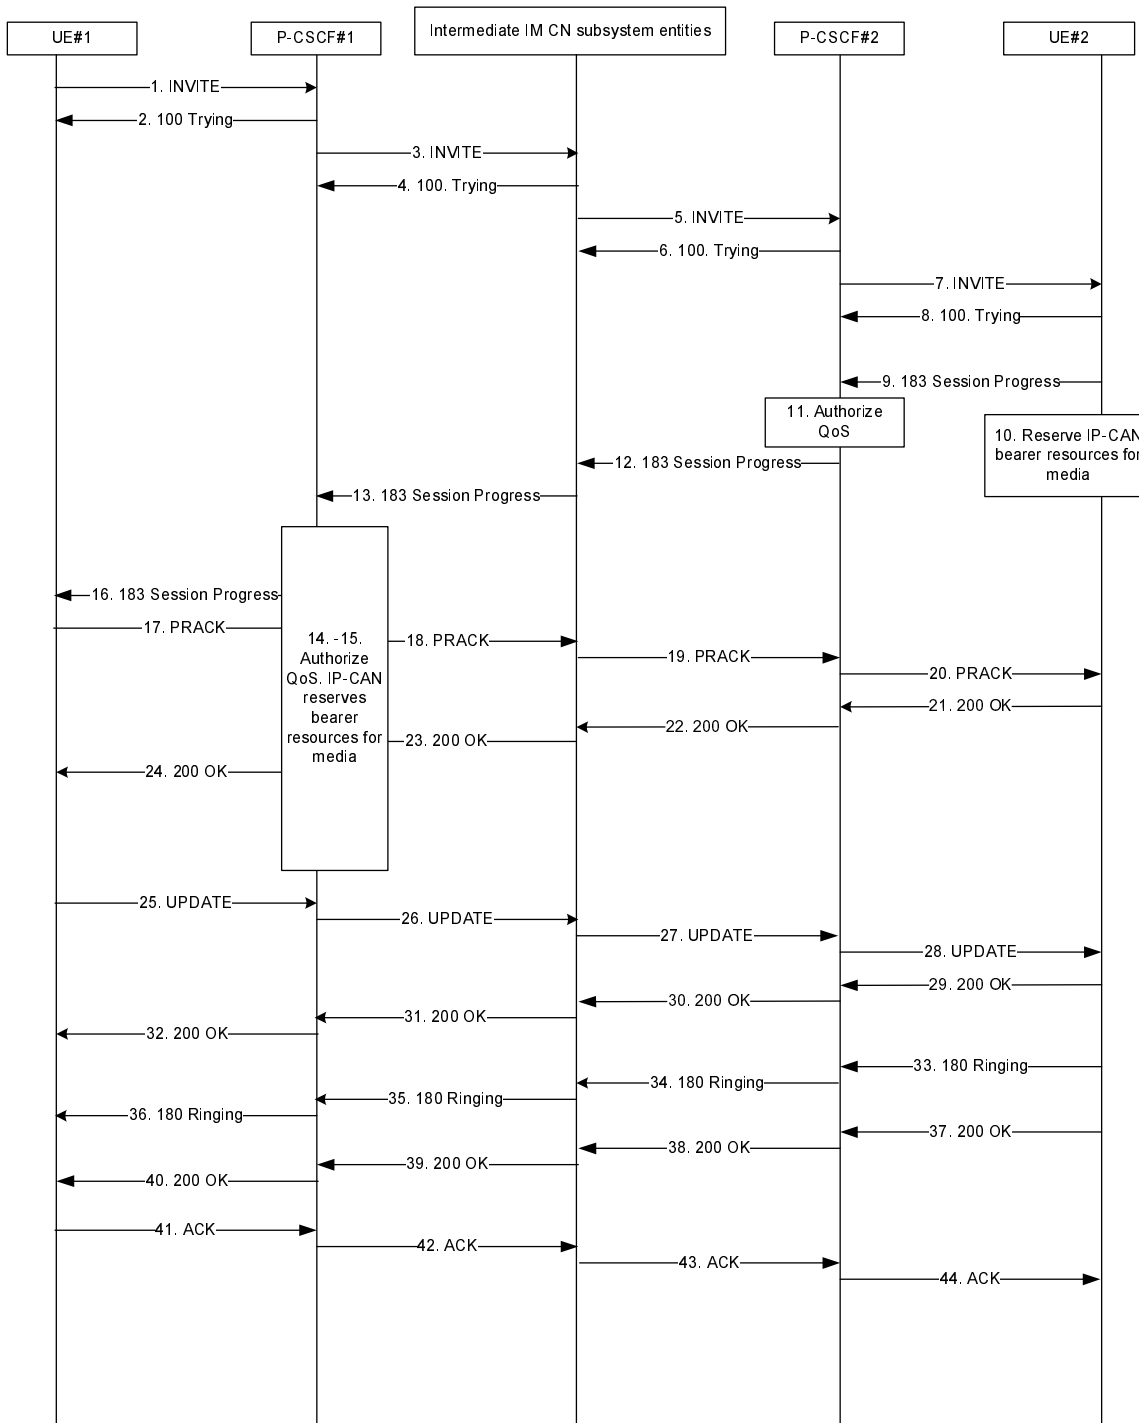 UE#1
P-CSCF#1
Intermediate IM CN subsystem entities
P-CSCF#2
UE#2
1. INVITE
2. 100 Trying
3. INVITE
4. 100. Trying
5. INVITE
6. 100. Trying
7. INVITE
8. 100. Trying
9. 183 Session Progress
11. Authorize
QoS
10. Reserve IP-CAN
bearer resources for
media
12. 183 Session Progress
13. 183 Session Progress
16. 183 Session Progress
17. PRACK
14. -15.
Authorize
QoS. IP-CAN
reserves
bearer
resources for
media
18. PRACK
19. PRACK
20. PRACK
21. 200 OK
22. 200 OK
23. 200 OK
24. 200 OK
25. UPDATE
26. UPDATE
27. UPDATE
28. UPDATE
29. 200 OK
30. 200 OK
31. 200 OK
32. 200 OK
33. 180 Ringing
34. 180 Ringing
35. 180 Ringing
36. 180 Ringing
37. 200 OK
38. 200 OK
39. 200 OK
40. 200 OK
41. ACK
42. ACK
43. ACK
44. ACK